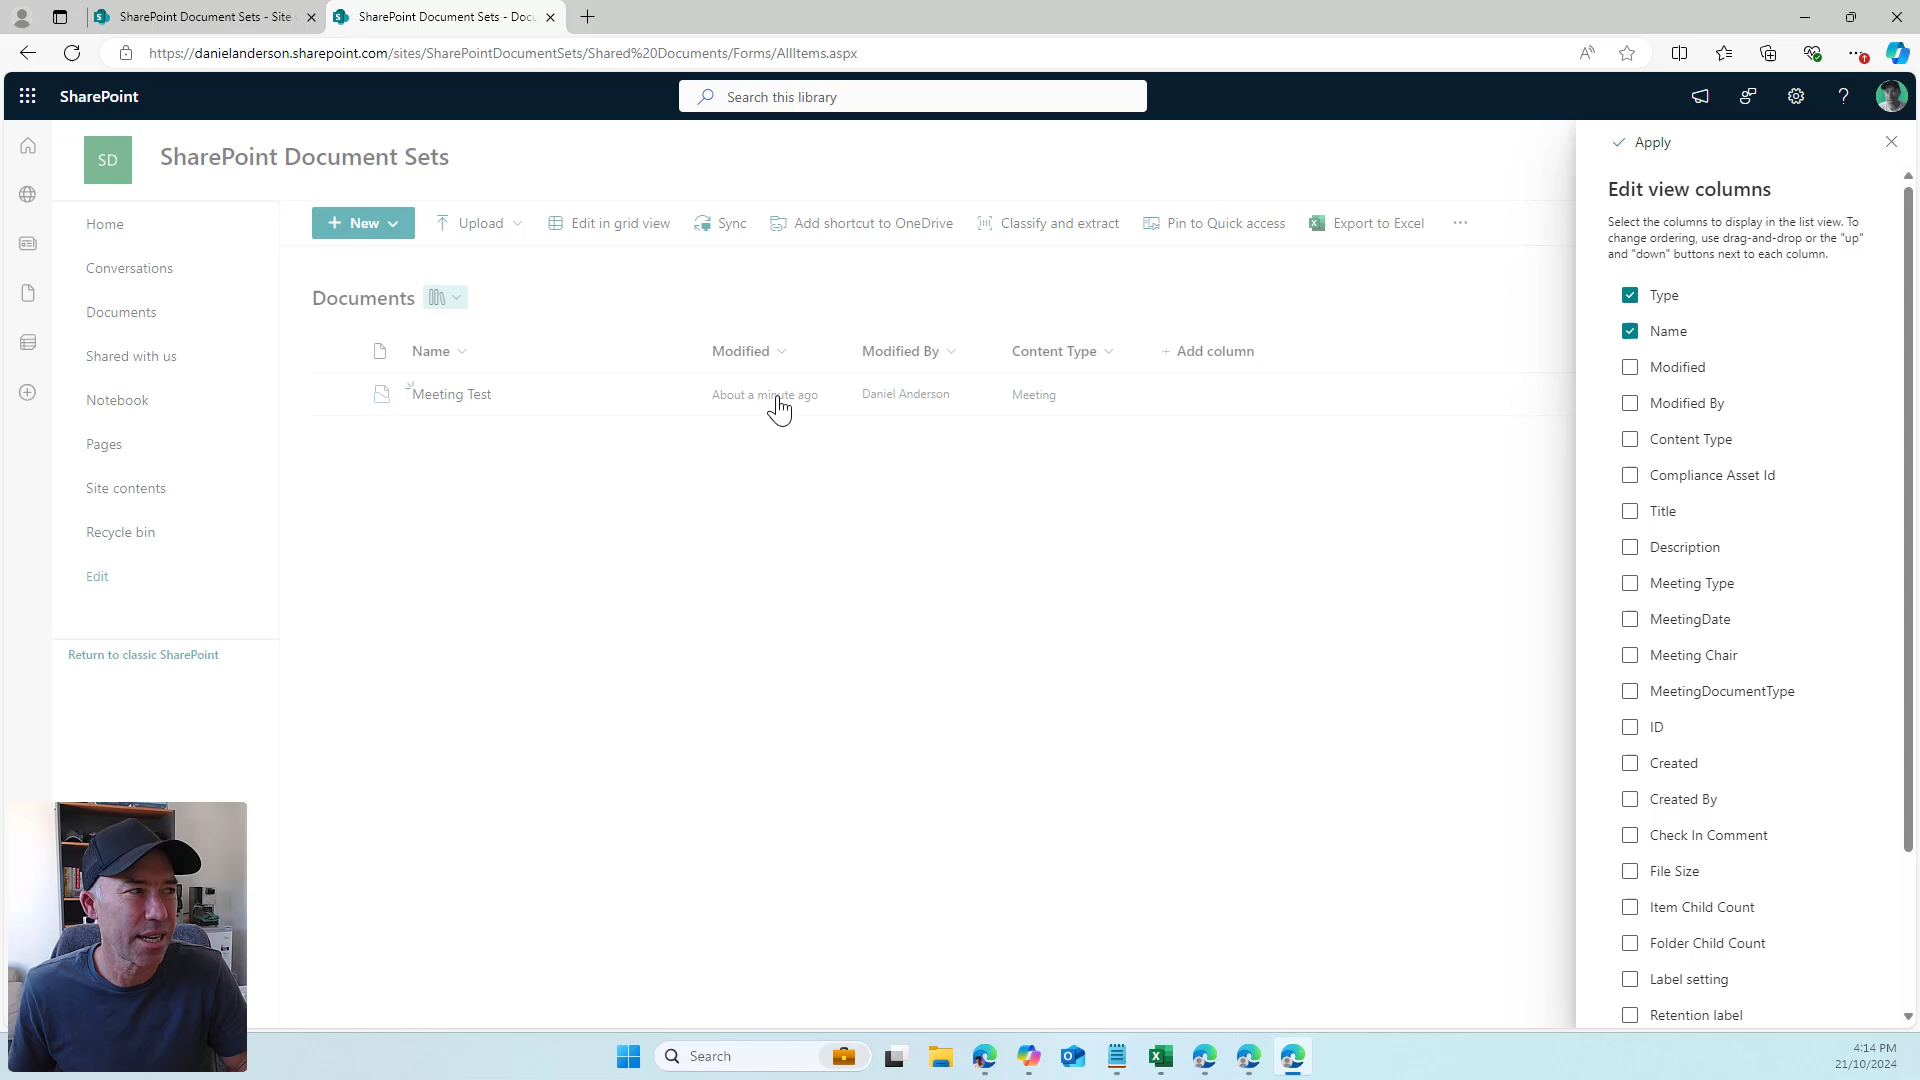 SharePoint Document Sets - Site
SharePoint Document Sets - Docu
https://danielanderson.sharepoint.com/sites/SharePointDocumentSets/Shared%20Documents/Forms/AllItems.aspx
SharePoint
Search this library
SD
SharePoint Document Sets
Home
Conversations
Documents
Shared with us
Notebook
Pages
Site contents
Recycle bin
Edit
Return to classic SharePoint
New
Upload
Edit in grid view
Sync
Add shortcut to OneDrive
Classify and extract
Pin to Quick access
Export to Excel
Documents
Name
Modified
Modified By
Content Type
+ Add column
Meeting Test
About a minute ago
Daniel Anderson
Meeting
Apply
Edit view columns
Select the columns to display in the list view. To
change ordering, use drag-and-drop or the "up"
and "down" buttons next to each column.
Type
Name
Modified
Modified By
Content Type
Compliance Asset Id
Title
Description
Meeting Type
MeetingDate
Meeting Chair
MeetingDocumentType
ID
Created
Created By
Check In Comment
File Size
Item Child Count
Folder Child Count
Label setting
Retention label
Search
4:14 PM
21/10/2024